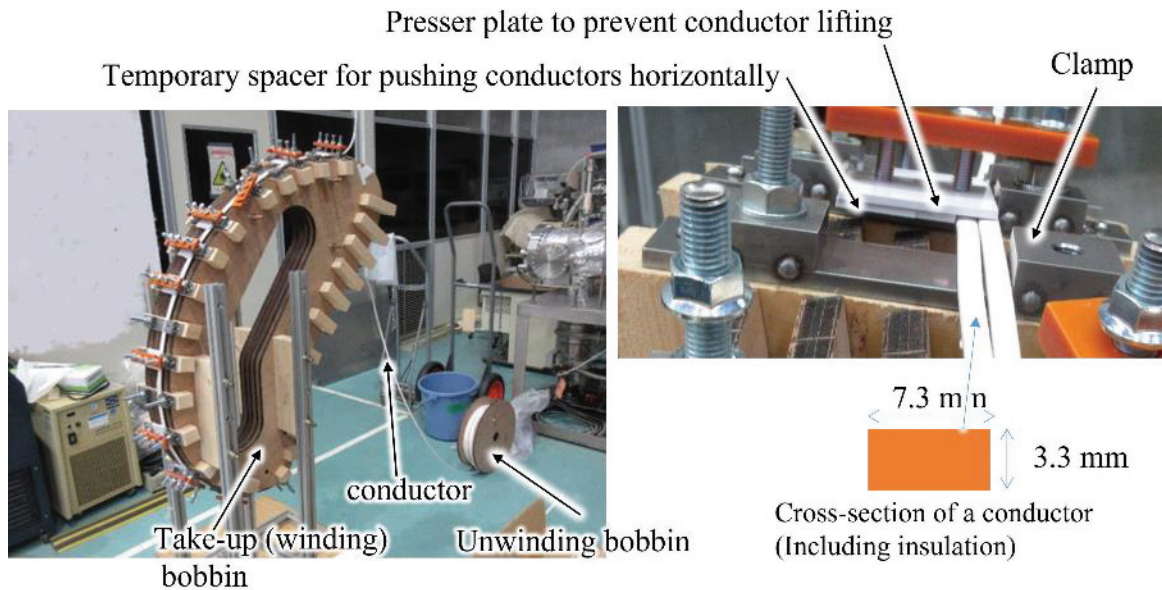 Presser plate to prevent conductor lifting
Temporary spacer for pushing conductors horizontally
Clamp
conductor
Take-up (winding)
bobbin
Unwinding bobbin
7.3 mm
3.3 mm
Cross-section of a conductor
(Including insulation)